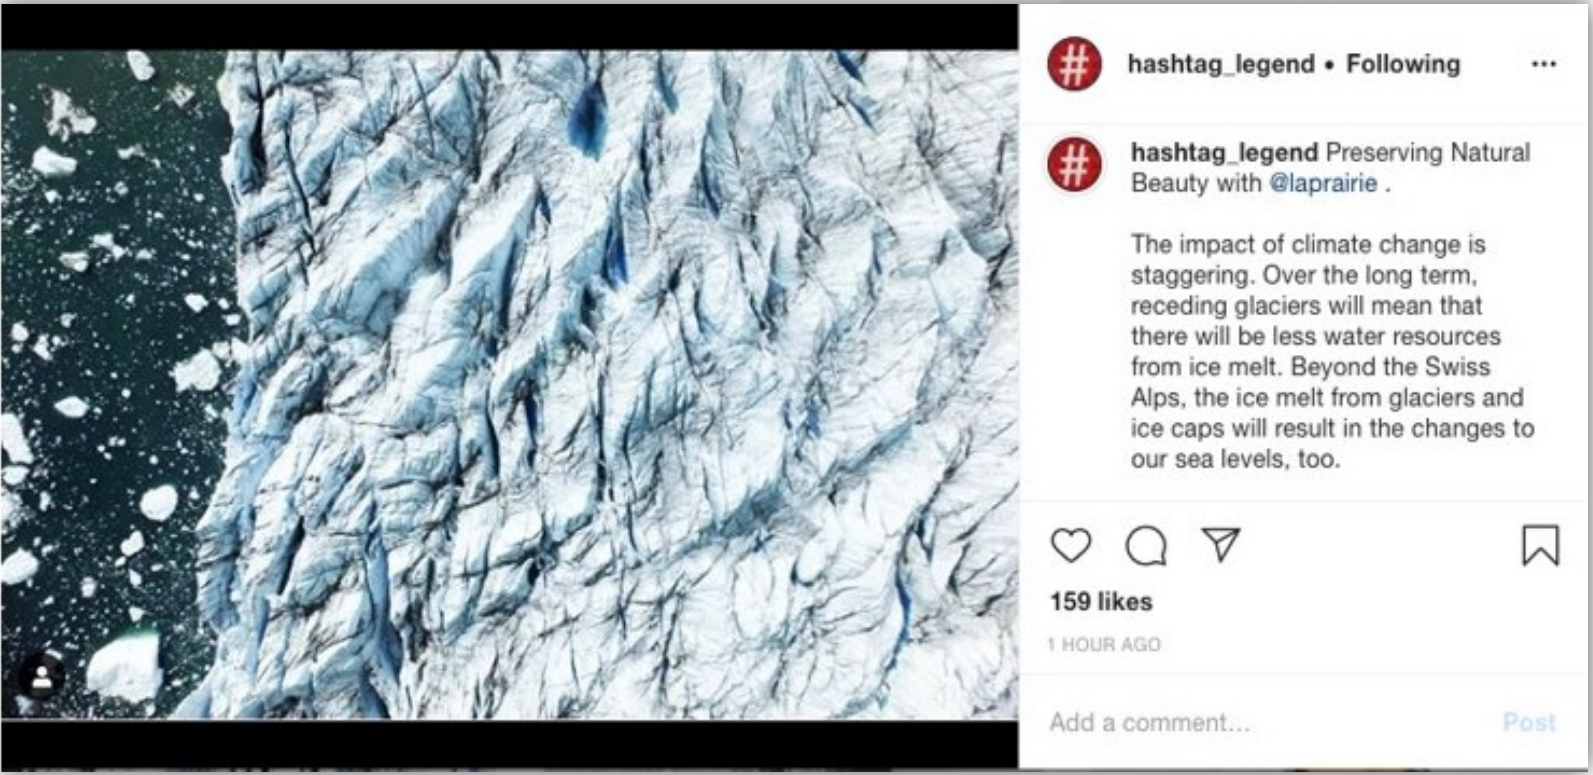 hashtag_legend • Following
hashtag_legend Preserving Natural
Beauty with @laprairie .
The impact of climate change is
staggering. Over the long term,
receding glaciers will mean that
there will be less water resources
from ice melt. Beyond the Swiss
Alps, the ice melt from glaciers and
ice caps will result in the changes to
our sea levels, too.
159 likes
1 HOUR AGO
Add a comment... Post